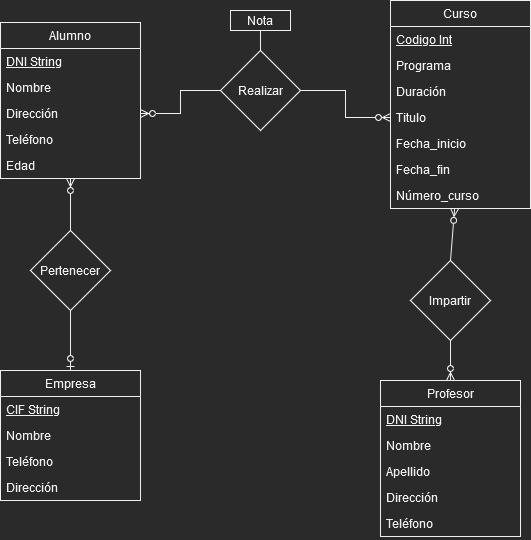 Alumno
DNI String
Nombre
Dirección
Teléfono
Edad
Nota
Realizar
Curso
Codigo Int
Programa
Duración
Titulo
Fecha_inicio
Fecha_fin
Número_curso
Pertenecer
Impartir
Empresa
CIF String
Nombre
Teléfono
Dirección
Profesor
DNI String
Nombre
Apellido
Dirección
Teléfono